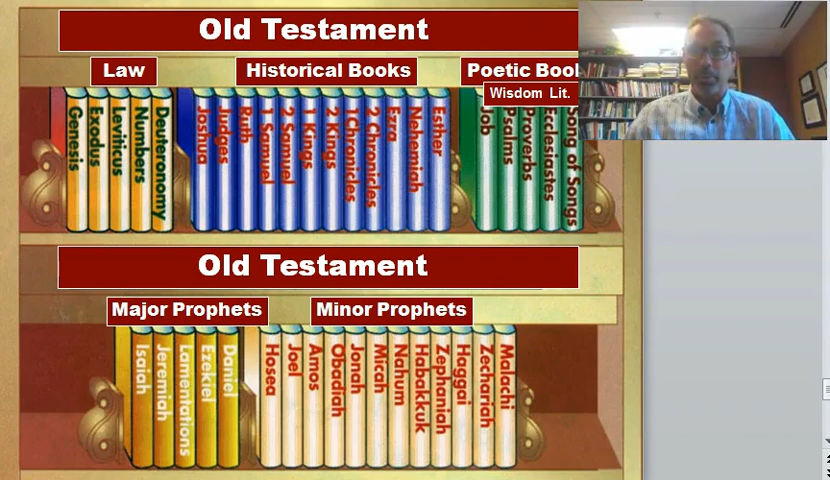 Old Testament
Law
Historical Books
Poetic Book
Wisdom Lit.
Genesis
Exodus
Leviticus
Numbers
Deuteronomy
Joshua
Judges
Ruth
1 Samuel
2 Samuel
1 Kings
2 Kings
1Chronicles
2 Chronicles
Ezra
Nehemiah
Esther
Job
Psalms
Proverbs
Ecclesiastes
Song of Songs
Old Testament
Major Prophets
Minor Prophets
Isaiah
Jeremiah
Lamentations
Ezekiel
Daniel
Hosea
Joel
Amos
Obadiah
Jonah
Micah
Nahum
Habakkuk
Zephaniah
Haggai
Zechariah
Malachi